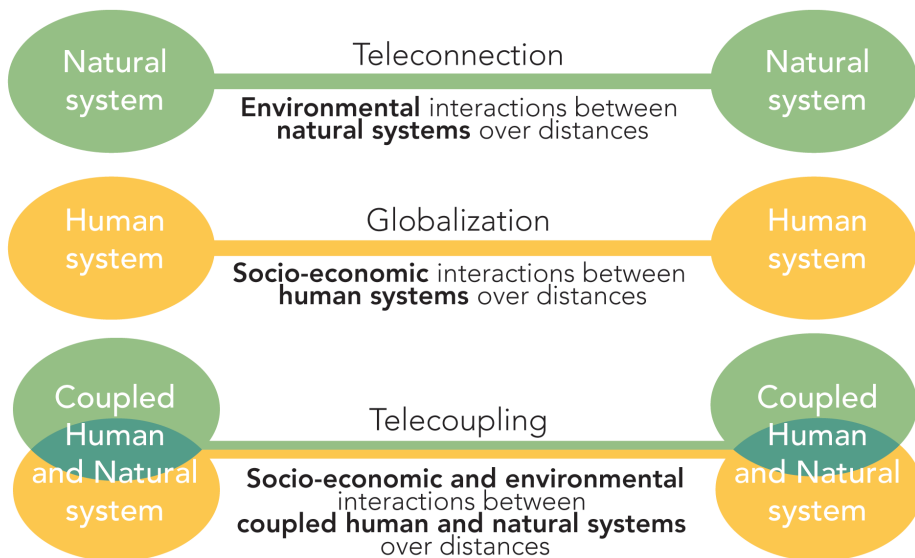 Natural
system
Teleconnection
Environmental interactions between
natural systems over distances
Natural
system
Human
system
Globalization
Socio-economic interactions between
human systems over distances
Human
system
Coupled
Human
and Natural
system
Telecoupling
Socio-economic and environmental
interactions between
coupled human and natural systems
over distances
Coupled
Human
and Natural
system